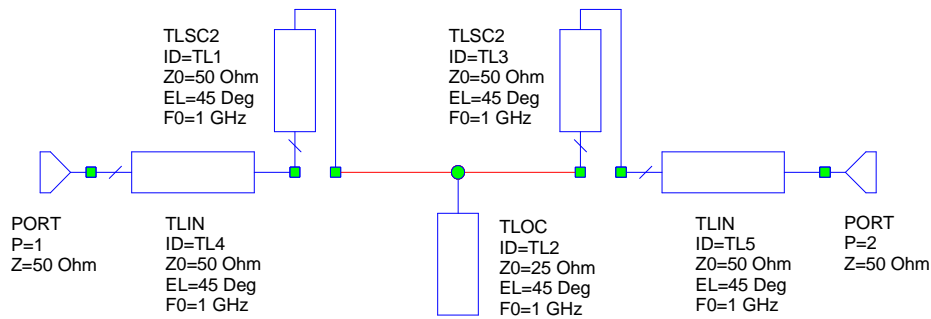 TLSC2
ID=TL1
Z0=50 Ohm
EL=45 Deg
F0=1 GHz
TLSC2
ID=TL3
Z0=50 Ohm
EL=45 Deg
F0=1 GHz
PORT
P=1
Z=50 Ohm
TLIN
ID=TL4
Z0=50 Ohm
EL=45 Deg
F0=1 GHz
TLOC
ID=TL2
Z0=25 Ohm
EL=45 Deg
F0=1 GHz
TLIN
ID=TL5
Z0=50 Ohm
EL=45 Deg
F0=1 GHz
PORT
P=2
Z=50 Ohm